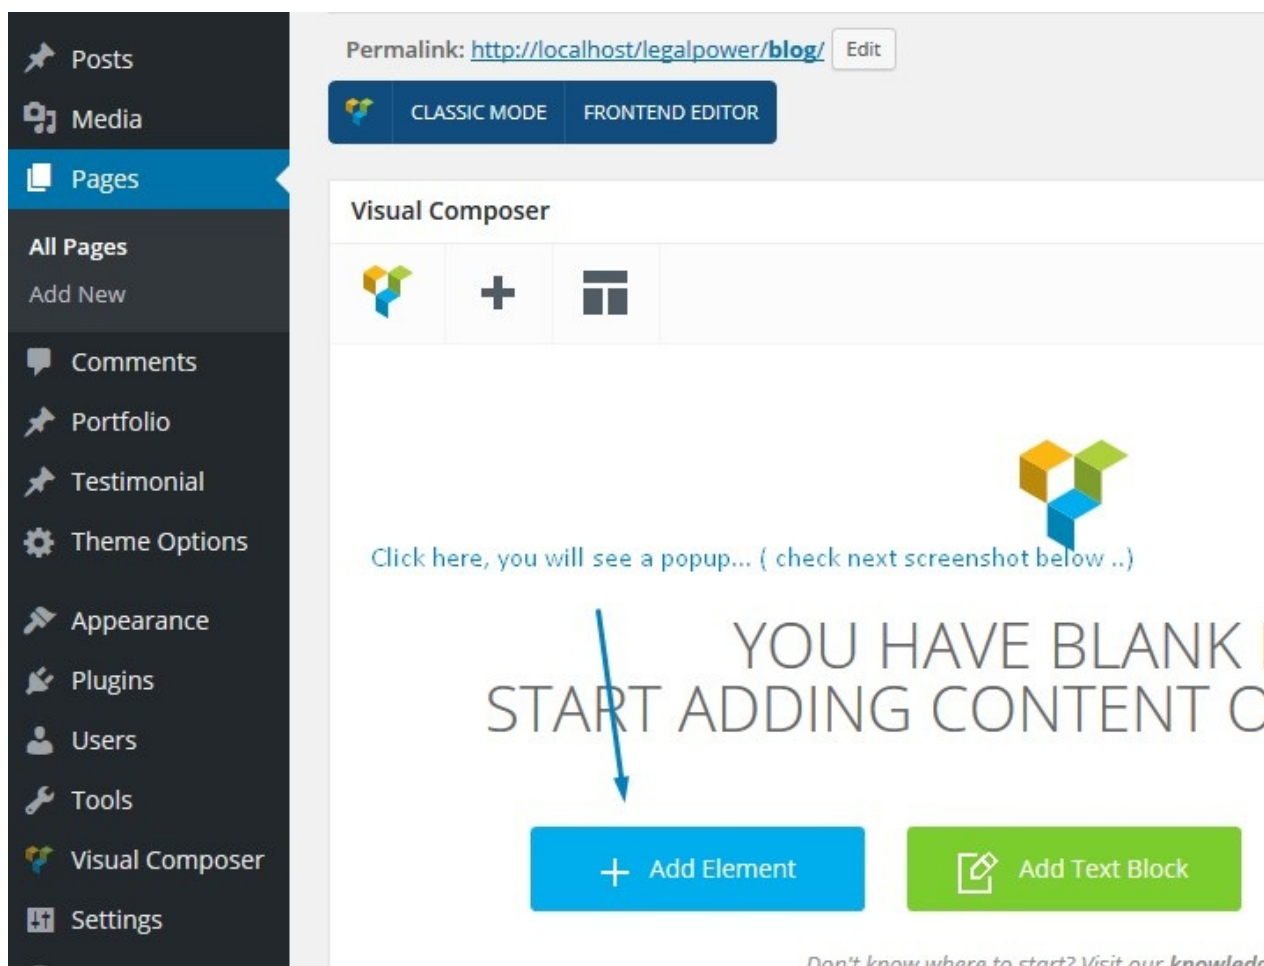 Posts
Media
Pages
All Pages
Add New
Comments
Portfolio
Testimonial
Theme Options
Appearance
Plugins
Users
Tools
Visual Composer
Settings
Permalink: http://localhost/legalpower/blog/ Edit
CLASSIC MODE FRONTEND EDITOR
Visual Composer
Click here, you will see a popup... ( check next screenshot below ..)
YOU HAVE BLANK
START ADDING CONTENT O
Add Element Add Text Block
Don't know where to start? Visit our